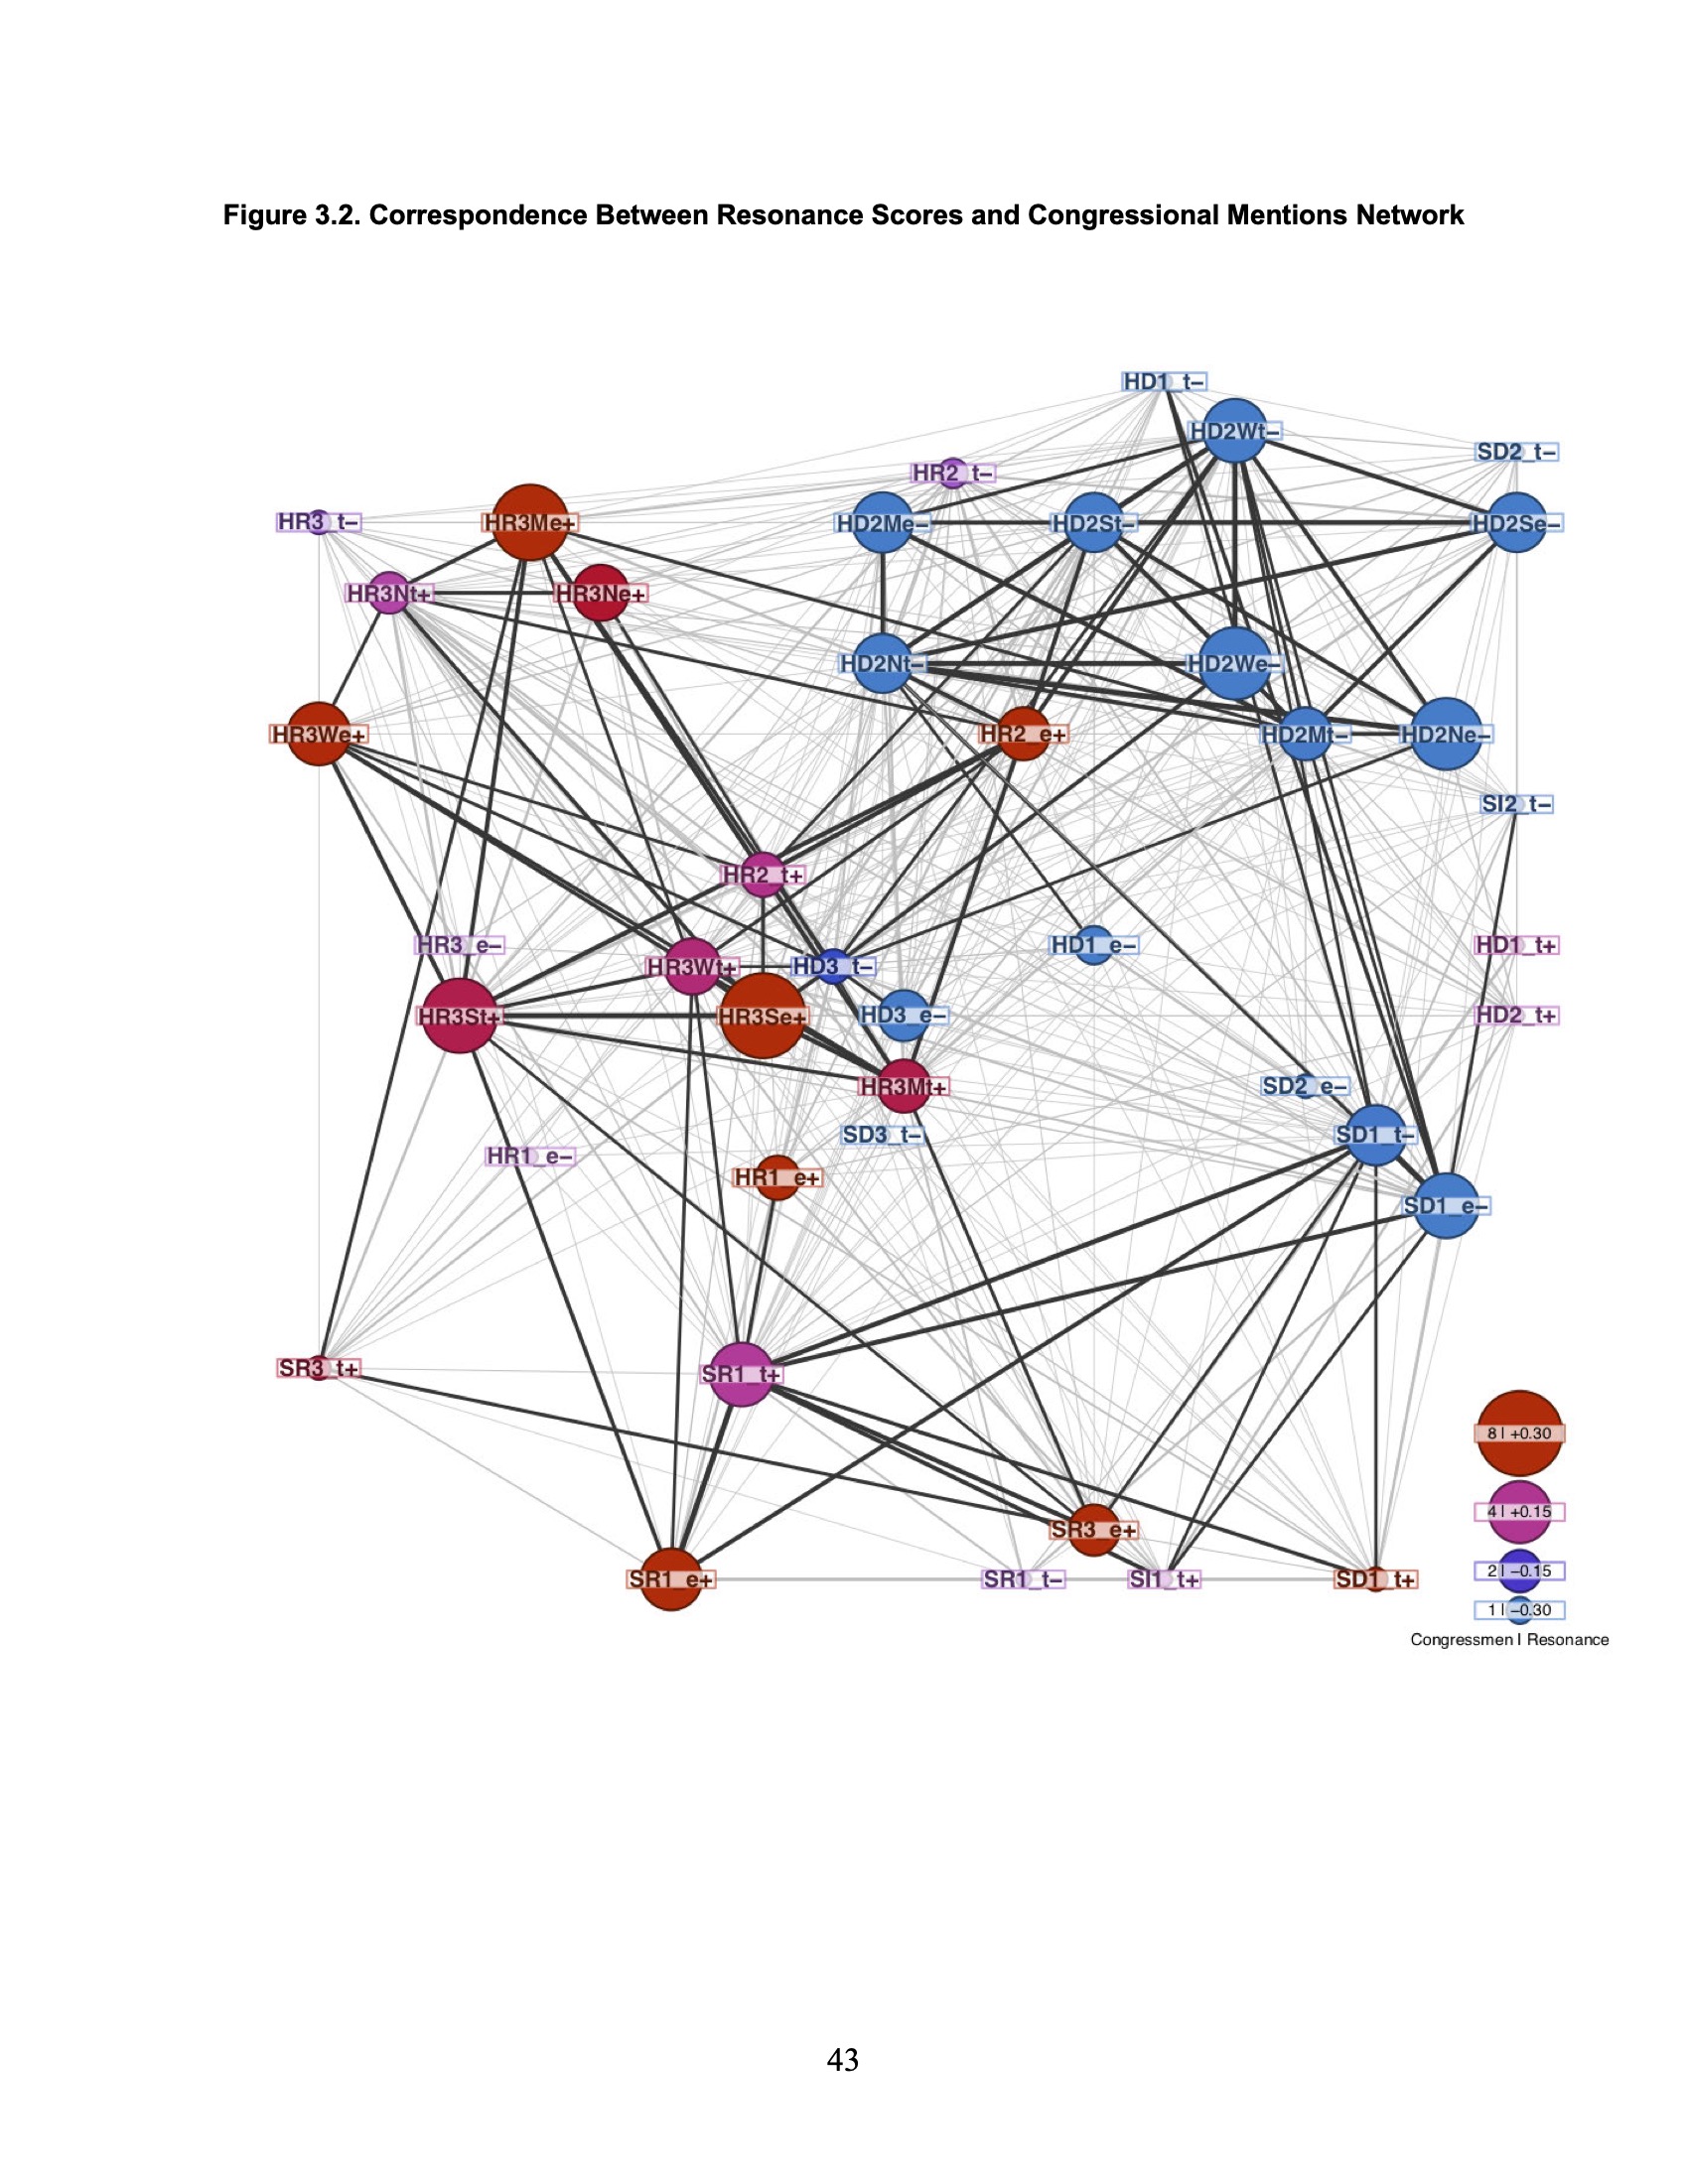 Figure 3.2. Correspondence Between Resonance Scores and Congressional Mentions Network
HD1_t−
HD2Wt−
SD2_t−
HR2_t−
HR3_t−
HR3Me+
HD2Me−
HD2St−
HD2Se−
HR3Nt+
HR3Ne+
HD2Nt−
HD2We−
HR3We+
HR2_e+
HD2Mt−
HD2Ne−
SI2_t−
HR2_t+
HR3_e−
HD1_e−
HD1_t+
HR3Wt+
HD3_t−
HR3St+
HR3Se+
HD3_e−
HD2_t+
HR3Mt+
SD2_e−
SD3_t−
SD1_t−
HR1_e−
HR1_e+
SD1_e−
SR3_t+
SR1_t+
8 | +0.30
4 | +0.15
SR3_e+
2 | −0.15
SR1_e+
SR1_t−
SI1_t+
SD1_t+
1 | −0.30
Congressmen | Resonance
43